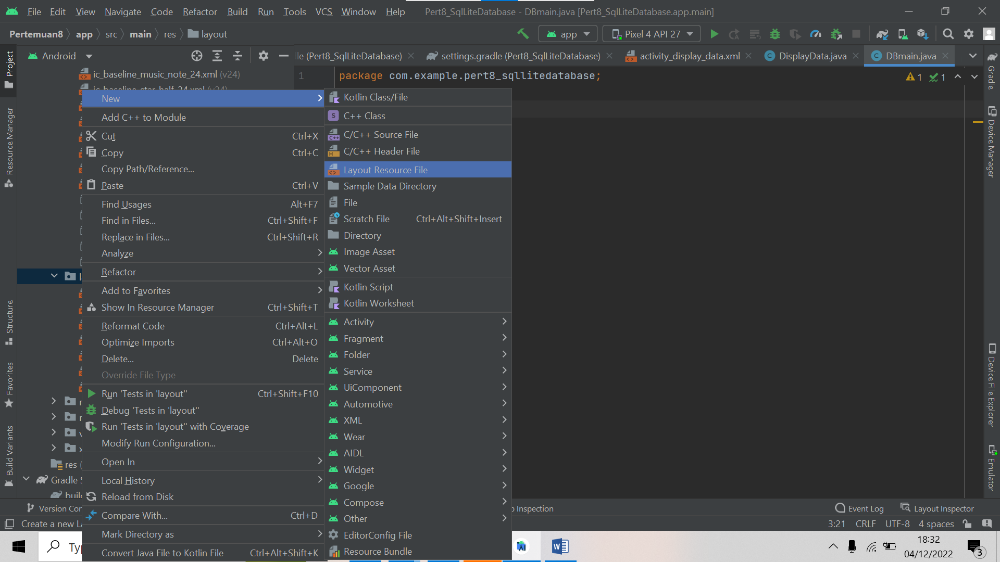 File Edit View Navigate Code Refactor Build Run Tools VCS Window Help Pert8_SqlLiteDatabase - DBmain.java [Pert8_SqlLiteDatabase.app.main]
Pertemuan8 app src main res layout app Pixel 4 API 27
Android
le (Pert8_SqlLiteDatabase) settings.gradle (Pert8_SqlLiteDatabase) activity_display_data.xml DisplayData.java DBmain.java
ic_baseline_music_note_24.xml (v24)
1 package com.example.pert8_sqllitedatabase; 1 1
New
Add C++ to Module
Cut Ctrl+X
Copy Ctrl+C
Copy Path/Reference...
Paste Ctrl+V
Find Usages Alt+F7
Find in Files... Ctrl+Shift+F
Replace in Files... Ctrl+Shift+R
Analyze
Refactor
Add to Favorites
Show In Resource Manager Ctrl+Shift+T
Reformat Code Ctrl+Alt+L
Optimize Imports Ctrl+Alt+O
Delete... Delete
Override File Type
Run 'Tests in 'layout'' Ctrl+Shift+F10
Debug 'Tests in 'layout''
Run 'Tests in 'layout'' with Coverage
Modify Run Configuration...
Open In
Local History
Reload from Disk
Compare With... Ctrl+D
Mark Directory as
Convert Java File to Kotlin File Ctrl+Alt+Shift+K
Kotlin Class/File
C++ Class
C/C++ Source File
C/C++ Header File
Layout Resource File
Sample Data Directory
File
Scratch File Ctrl+Alt+Shift+Insert
Directory
Image Asset
Vector Asset
Kotlin Script
Kotlin Worksheet
Activity
Fragment
Folder
Service
UiComponent
Automotive
XML
Wear
AIDL
Widget
Google
Compose
Other
EditorConfig File
Resource Bundle
Project
Resource Manager
Structure
Favorites
Build Variants
res
Gradle
Gradle
Device Manager
Device File Explorer
Emulator
Version
Inspection
Event Log
Layout Inspector
Create a new
3:21 CRLF UTF-8 4 spaces
18:32
04/12/2022
3